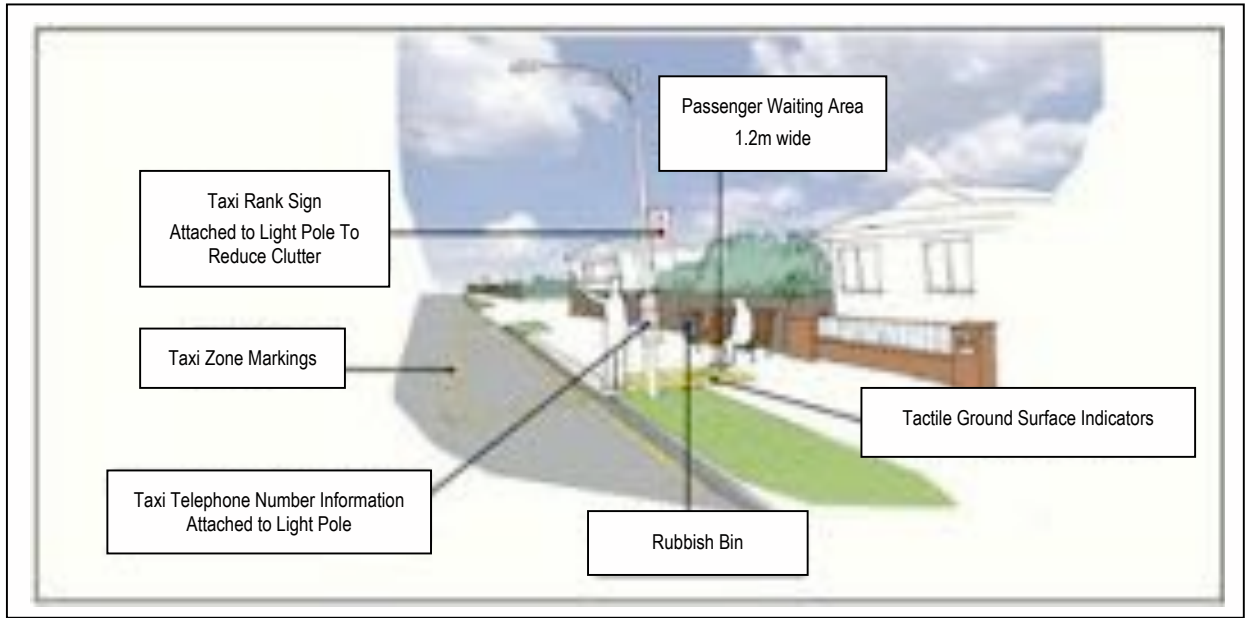 Passenger Waiting Area
1.2m wide
Taxi Rank Sign
Attached to Light Pole To
Reduce Clutter
Taxi Zone Markings
Tactile Ground Surface Indicators
Taxi Telephone Number Information
Attached to Light Pole
Rubbish Bin